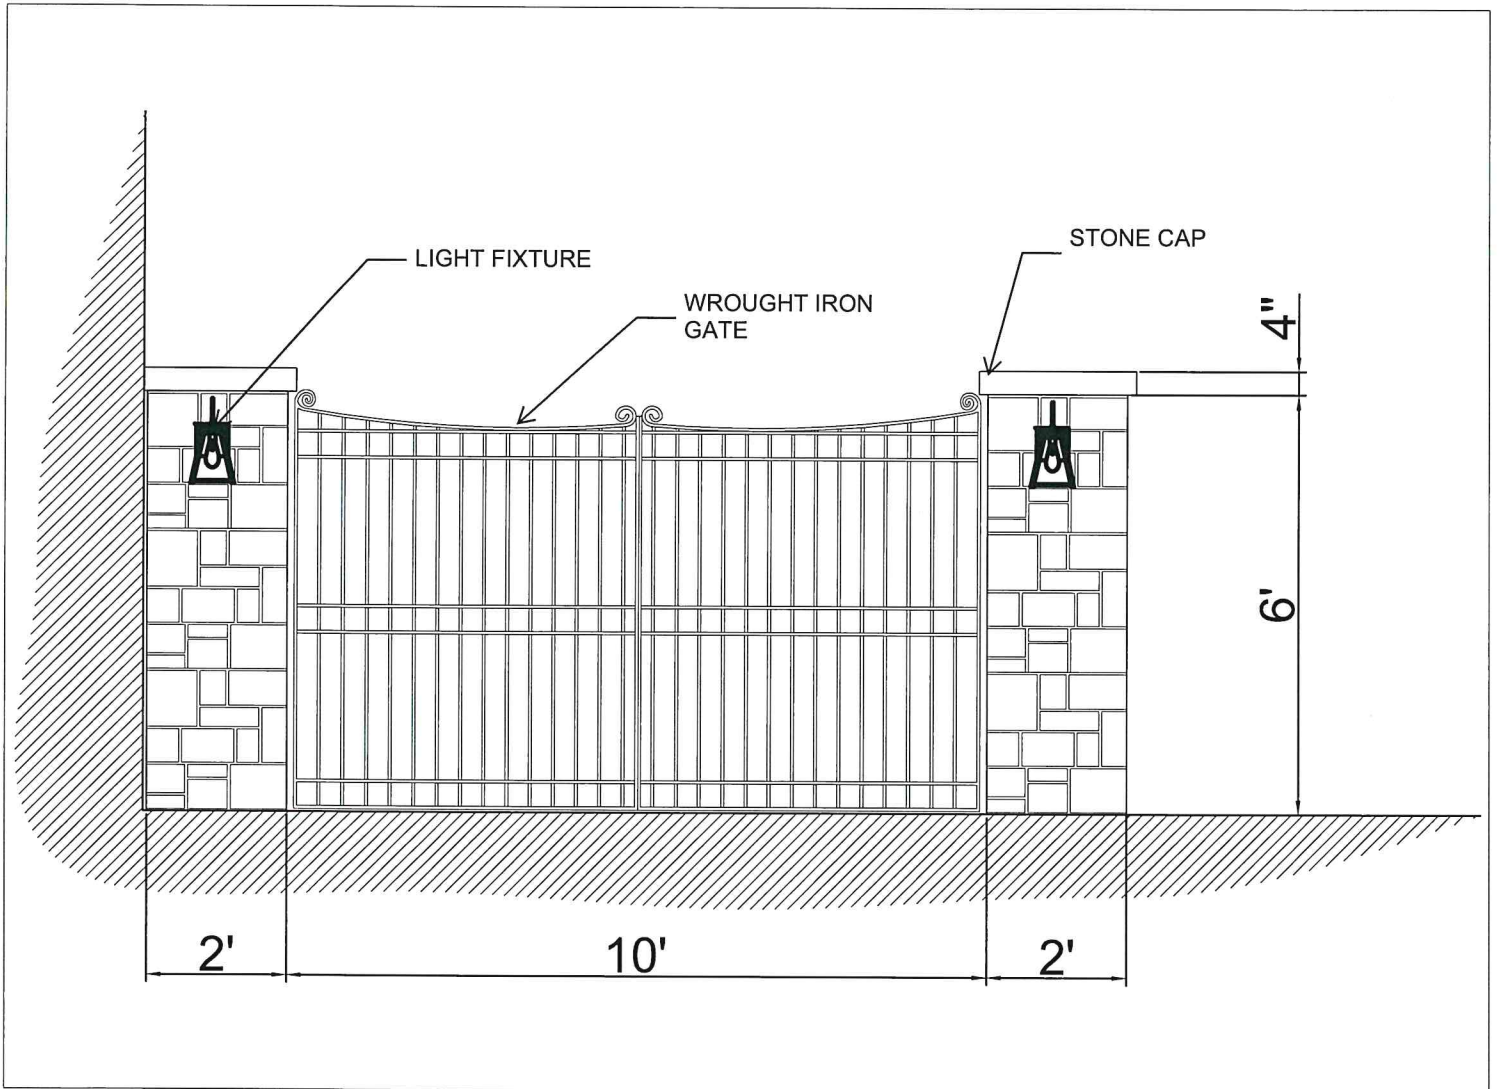 LIGHT FIXTURE
STONE CAP
WROUGHT IRON
GATE
4"
6'
2'
10'
2'